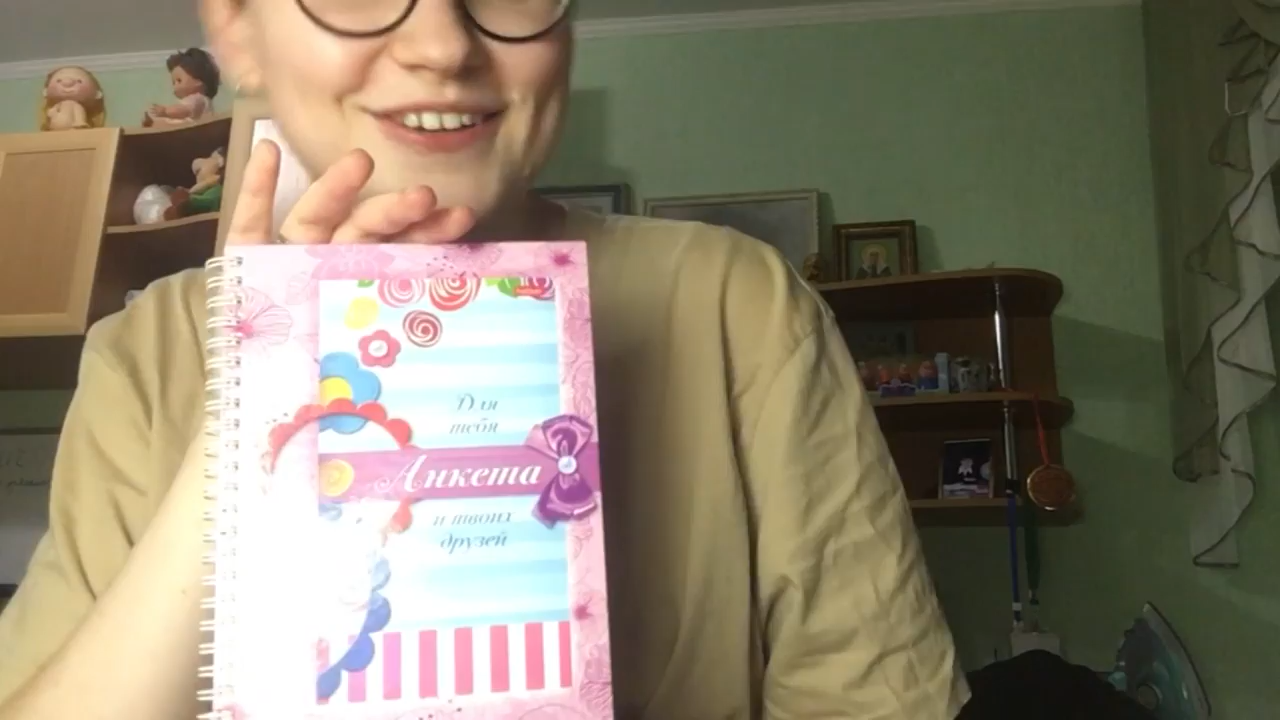 Для
тебя
Анкета
и твоих
друзей